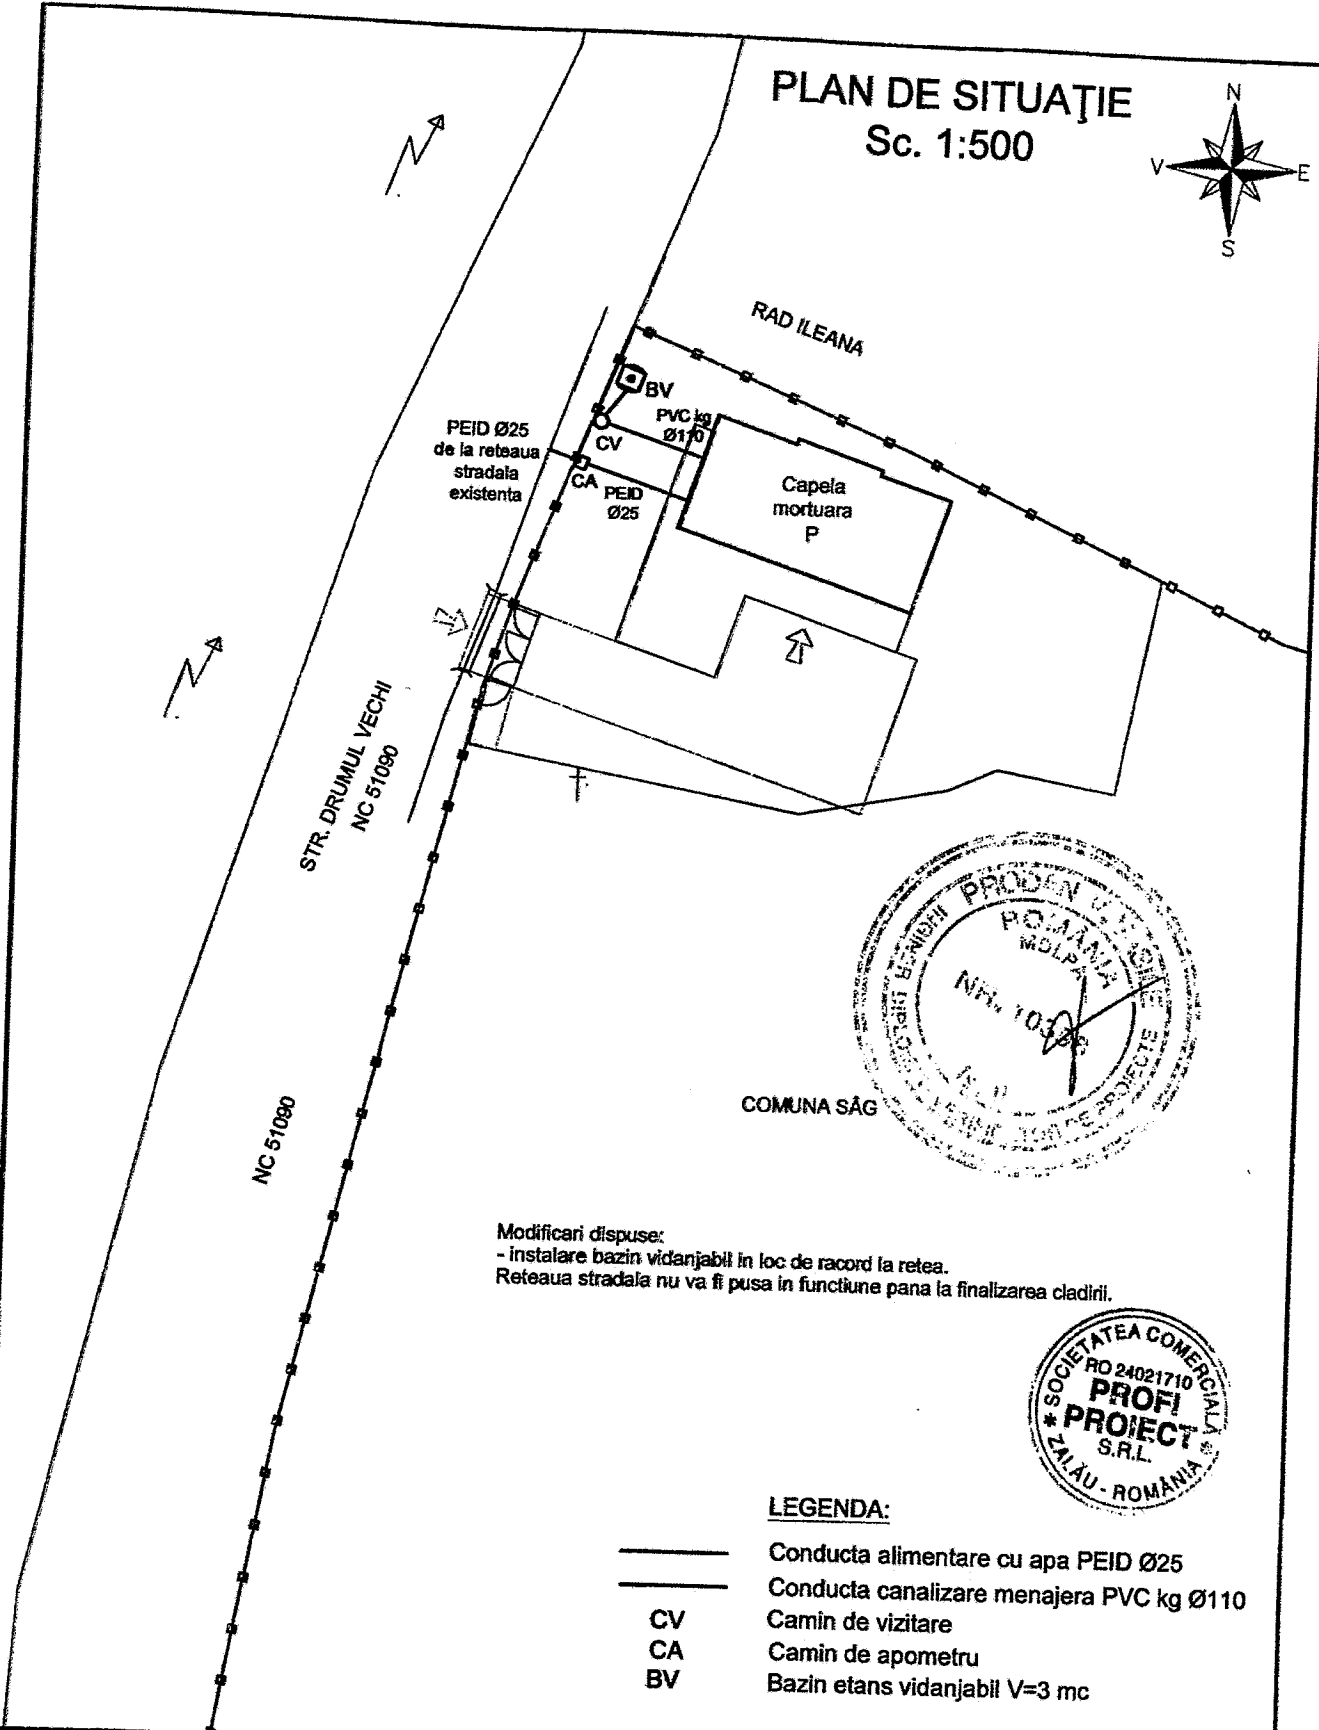 PLAN DE SITUAŢIE
Sc. 1:500
N
V
E
S
RAD ILEANA
BV
PVC kg
Ø110
CV
PEID Ø25
de la reteaua
stradala
existenta
CA
PEID
Ø25
Capela
mortuara
P
STR. DRUMUL VECHI
NC 51090
NC 51090
PRODAN V. VASILE
ROMÂNIA
MDLPA
COMUNA SÂG
Modificari dispuse:
- instalare bazin vidanjabil in loc de racord la retea.
Reteaua stradala nu va fi pusa in functiune pana la finalizarea cladirii.
SOCIETATEA COMERCIALĂ
RO 24021710
PROFI
PROIECT
S.R.L.
ZALĂU - ROMÂNIA
LEGENDA:
Conducta alimentare cu apa PEID Ø25
Conducta canalizare menajera PVC kg Ø110
CV Camin de vizitare
CA Camin de apometru
BV Bazin etans vidanjabil V=3 mc